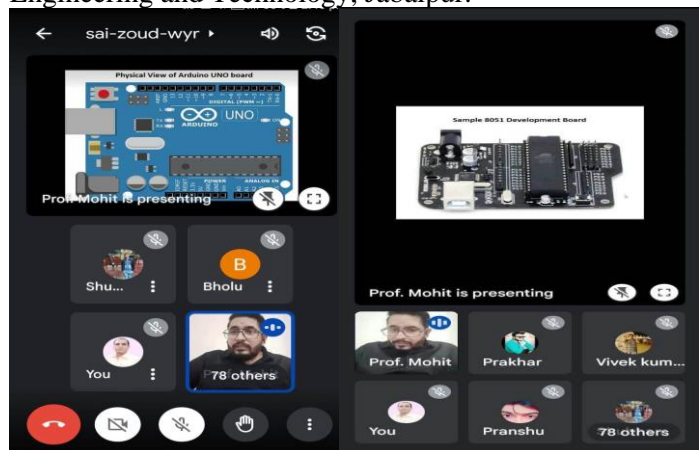 Engineering and Technology, Jabalpur.
sai-zoud-wyr
Physical View of Arduino UNO board
DIGITAL (PWM ~)
UNO
ARDUINO
POWER
ANALOG IN
Prof. Mohit is presenting
Shu...
B
Bholu
You
78 others
Sample 8051 Development Board
Prof. Mohit is presenting
Prof. Mohit
Prakhar
Vivek kum...
You
Pranshu
78 others